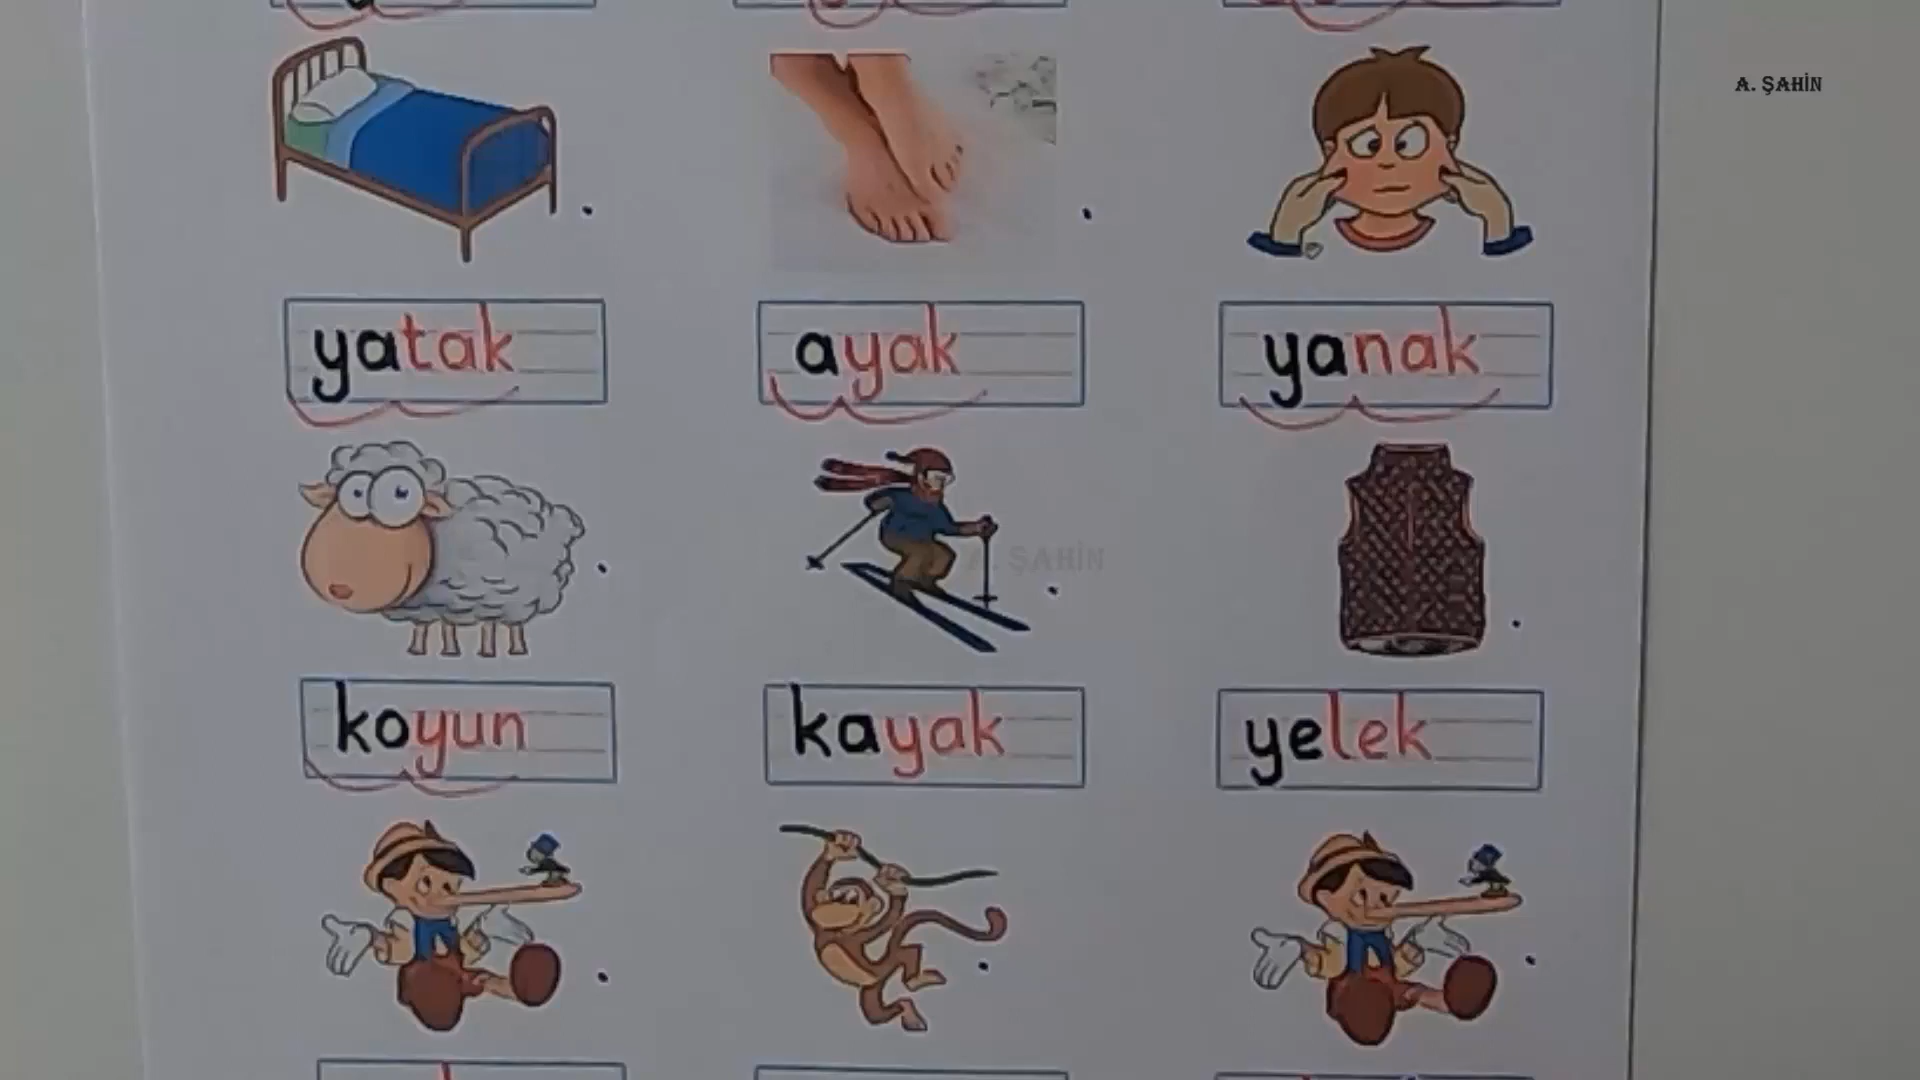 A. ŞAHİN
yatak
ayak
yanak
A. ŞAHİN
koyun
kayak
yelek